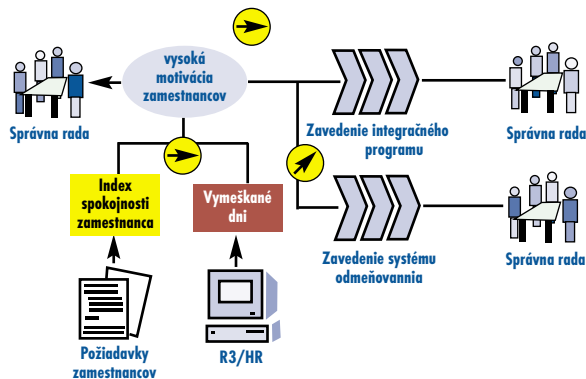 vysoká
motivácia
zamestnancov
Správna rada
Zavedenie integračného
programu
Správna rada
Index
spokojnosti
zamestnanca
Vymeškané
dni
Zavedenie systému
odmeňovannia
Správna rada
Požiadavky
zamestnancov
R3/HR